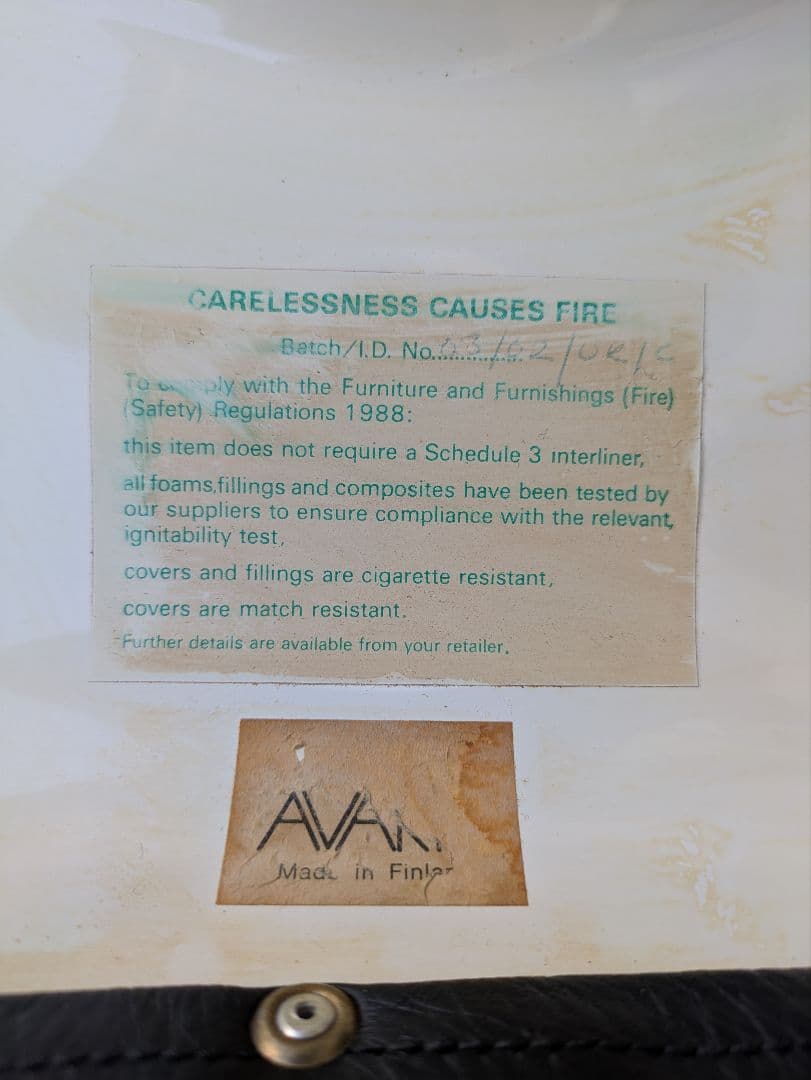 CARELESSNESS CAUSES FIRE
Batch/I.D. No.
To comply with the Furniture and Furnishings (Fire)
(Safety) Regulations 1988:
this item does not require a Schedule 3 interliner,
all foams,fillings and composites have been tested by
our suppliers to ensure compliance with the relevant,
ignitability test,
covers and fillings are cigarette resistant,
covers are match resistant.
Further details are available from your retailer.
Made in